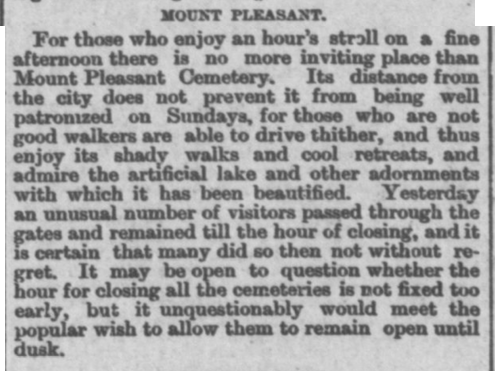 MOUNT PLEASANT.
For those who enjoy an hour's stroll on a fine
afternoon there is no more inviting place than
Mount Pleasant Cemetery. Its distance from
the city does not prevent it from being well
patronized on Sundays, for those who are not
good walkers are able to drive thither, and thus
enjoy its shady walks and cool retreats, and
admire the artificial lake and other adornments
with which it has been beautified. Yesterday
an unusual number of visitors passed through the
gates and remained till the hour of closing, and it
is certain that many did so then not without re-
gret. It may be open to question whether the
hour for closing all the cemeteries is not fixed too
early, but it unquestionably would meet the
popular wish to allow them to remain open until
dusk.